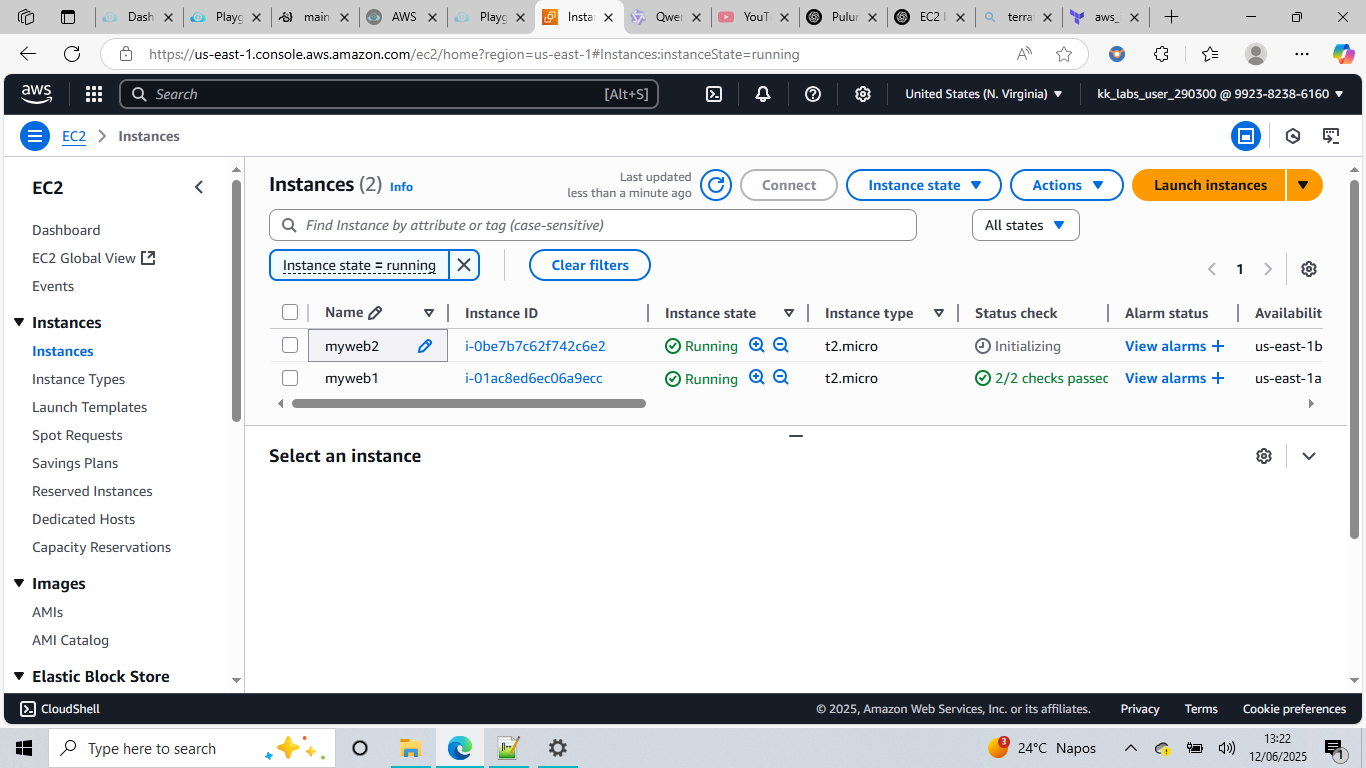 Dash
Playg
main
AWS
Playg
Insta
Qwe
YouT
Pulur
EC2 I
terra
aws_
https://us-east-1.console.aws.amazon.com/ec2/home?region=us-east-1#Instances:instanceState=running
aws
Search
[Alt+S]
United States (N. Virginia)
kk_labs_user_290300 @ 9923-8238-6160
EC2
Instances
EC2
Dashboard
EC2 Global View
Events
Instances
Instances
Instance Types
Launch Templates
Spot Requests
Savings Plans
Reserved Instances
Dedicated Hosts
Capacity Reservations
Images
AMIs
AMI Catalog
Elastic Block Store
Instances (2) Info
Last updated
less than a minute ago
Connect
Instance state
Actions
Launch instances
Find Instance by attribute or tag (case-sensitive)
All states
Instance state = running
Clear filters
1
Name Instance ID Instance state Instance type Status check Alarm status Availabilit
myweb2 i-0be7b7c62f742c6e2 Running t2.micro Initializing View alarms + us-east-1b
myweb1 i-01ac8ed6ec06a9ecc Running t2.micro 2/2 checks passec View alarms + us-east-1a
Select an instance
CloudShell
© 2025, Amazon Web Services, Inc. or its affiliates.
Privacy
Terms
Cookie preferences
Type here to search
3
24°C Napos
13:22
12/06/2025
1